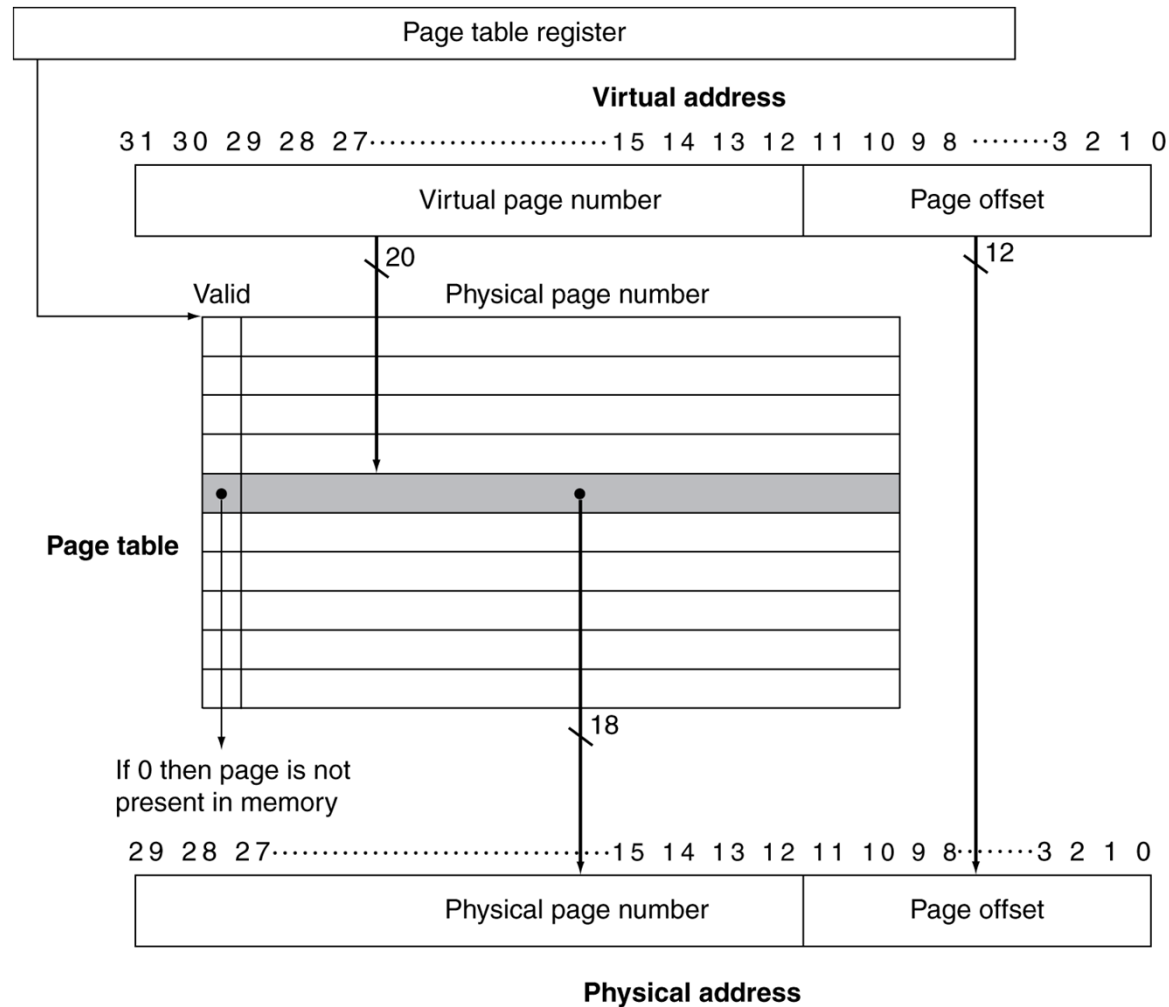 Page table register
Virtual address
31 30 29 28 27·······················15 14 13 12 11 10 9 8 ········3 2 1 0
Virtual page number Page offset
20 12
Valid Physical page number
Page table
18
If 0 then page is not
present in memory
29 28 27·································15 14 13 12 11 10 9 8········3 2 1 0
Physical page number Page offset
Physical address